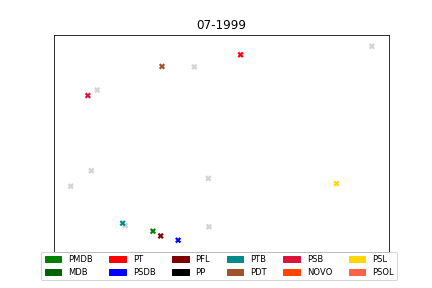 07-1999
PMDB PT PFL PTB PSB PSL
MDB PSDB PP PDT NOVO PSOL